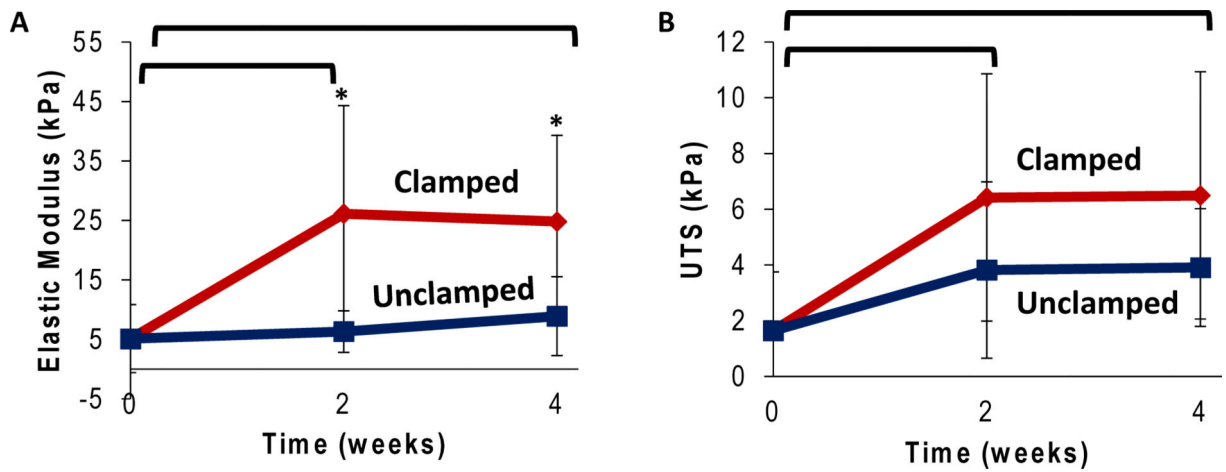 A
Elastic Modulus (kPa)
55
45
35
25
15
5
-5
*
*
Clamped
Unclamped
0
2
4
Time (weeks)
B
UTS (kPa)
12
10
8
6
4
2
0
Clamped
Unclamped
0
2
4
Time (weeks)